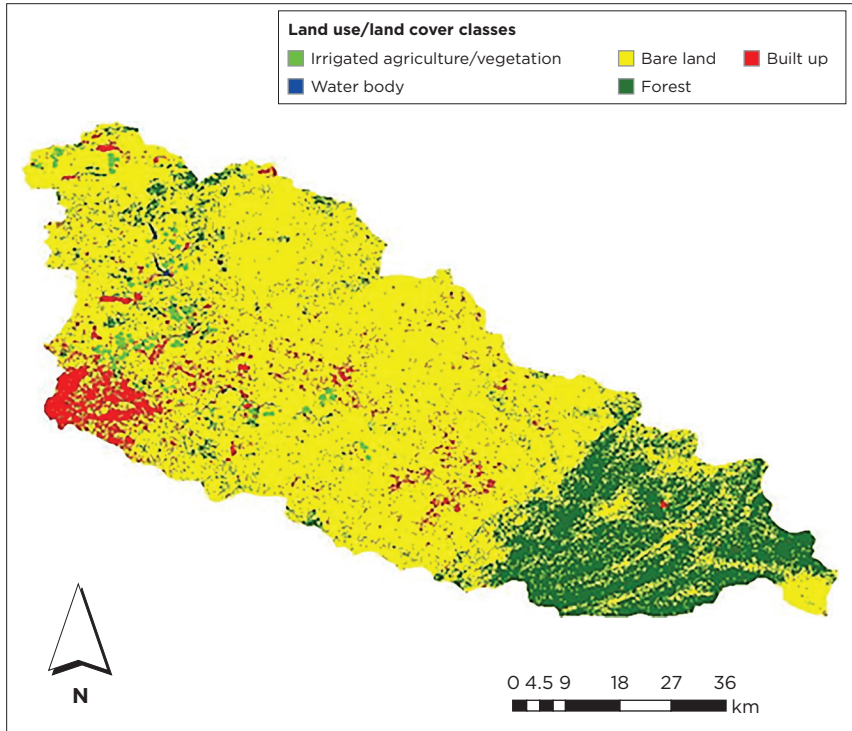 Land use/land cover classes
Irrigated agriculture/vegetation
Bare land
Built up
Water body
Forest
N
0 4.5 9 18 27 36
km